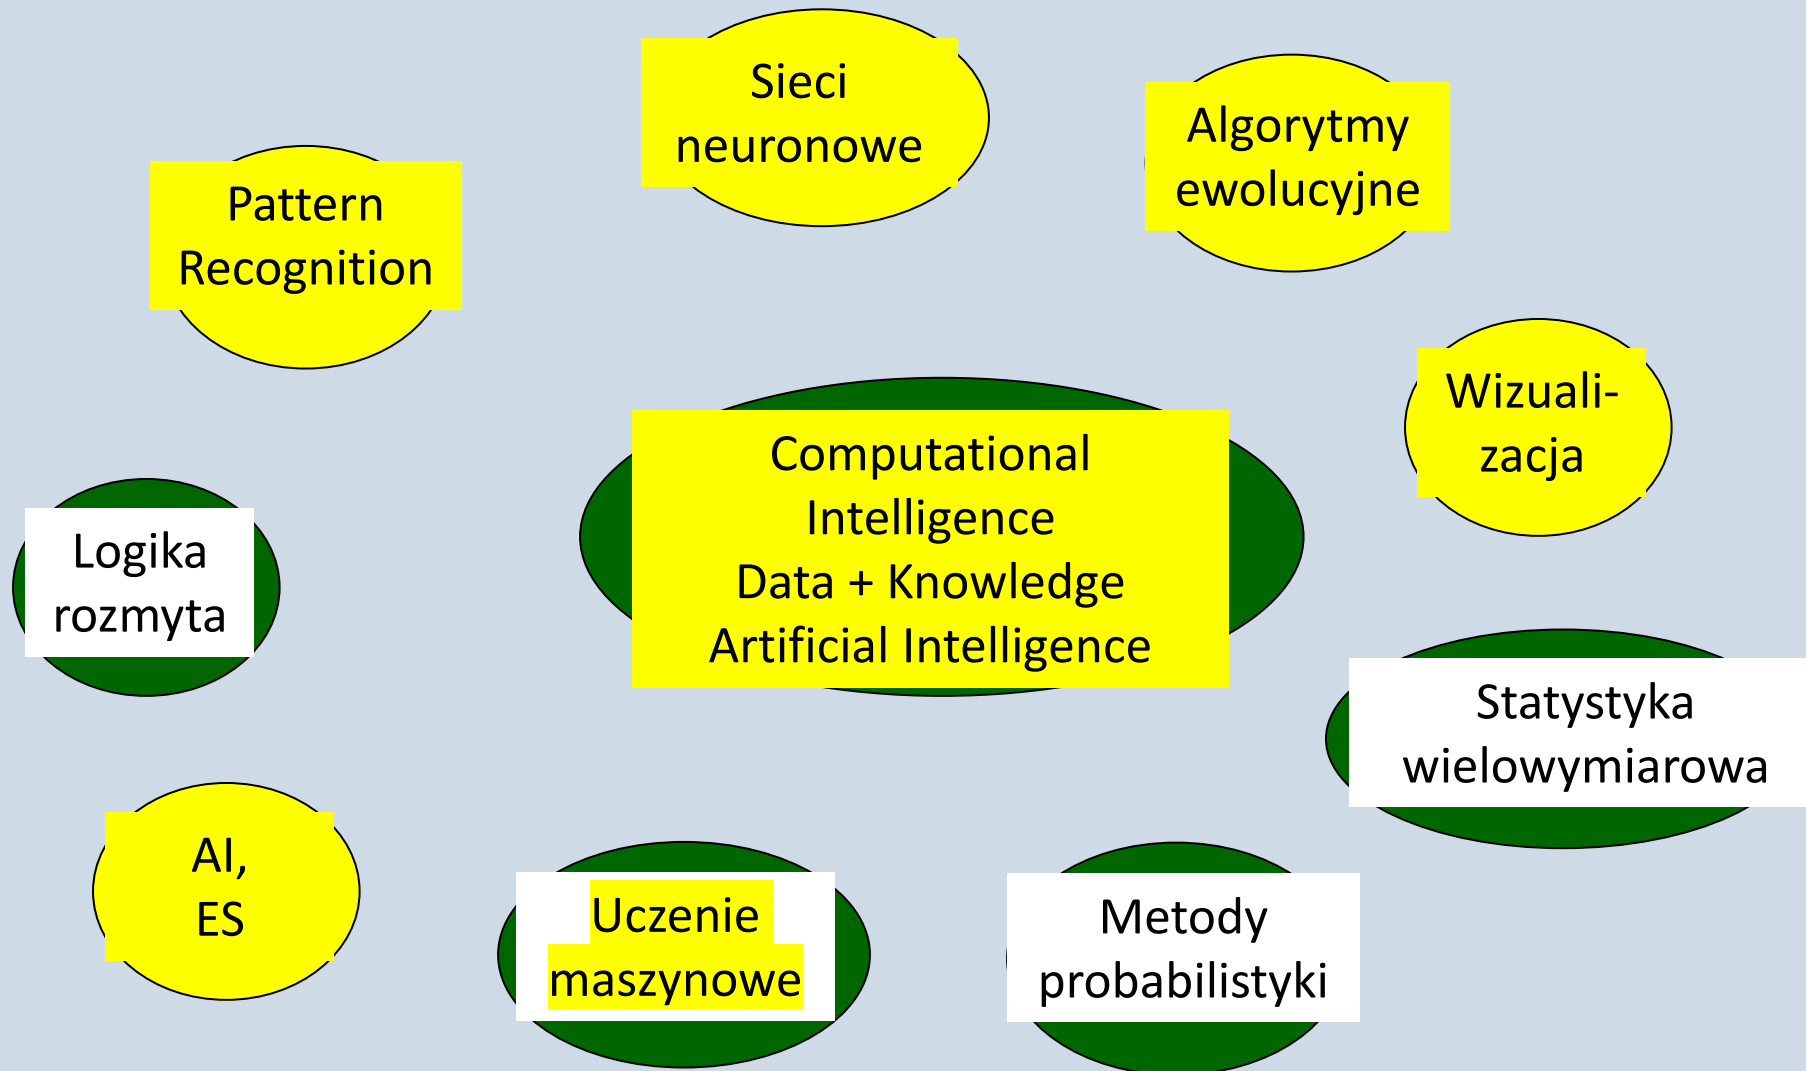 Sieci
neuronowe
Algorytmy
ewolucyjne
Pattern
Recognition
Wizuali-
zacja
Computational
Intelligence
Data + Knowledge
Artificial Intelligence
Logika
rozmyta
Statystyka
wielowymiarowa
AI,
ES
Uczenie
maszynowe
Metody
probabilistyki